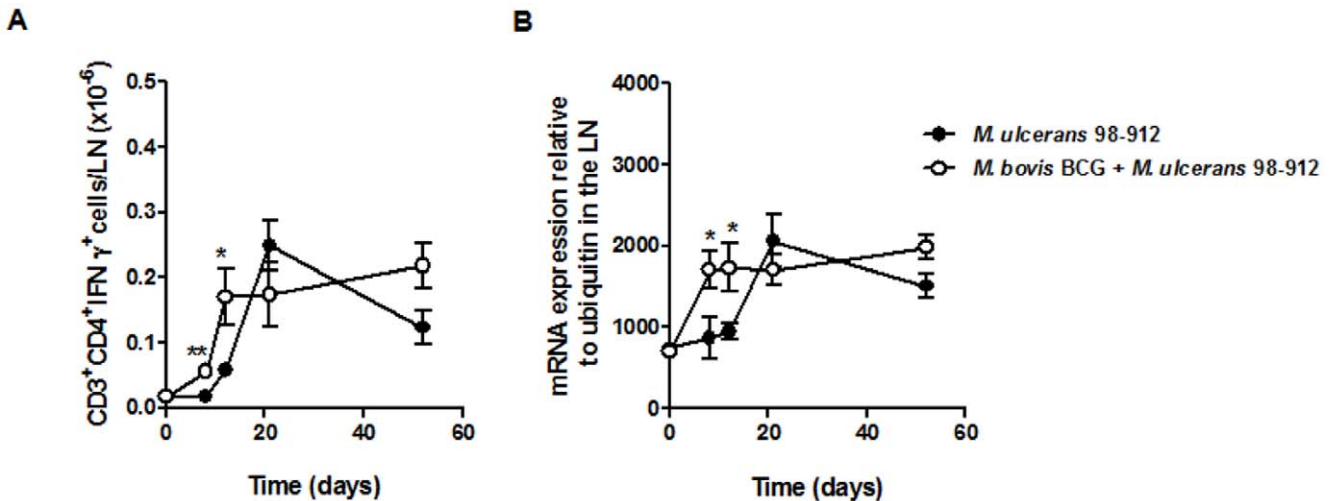 A
B
CD3⁺CD4⁺IFN γ⁺ cells/LN (x10⁻⁶)
0.5
0.4
0.3
0.2
0.1
0.0
*
**
0
20
40
60
Time (days)
mRNA expression relative
to ubiquitin in the LN
4000
3000
2000
1000
0
*
*
0
20
40
60
Time (days)
M. ulcerans 98-912
M. bovis BCG + M. ulcerans 98-912